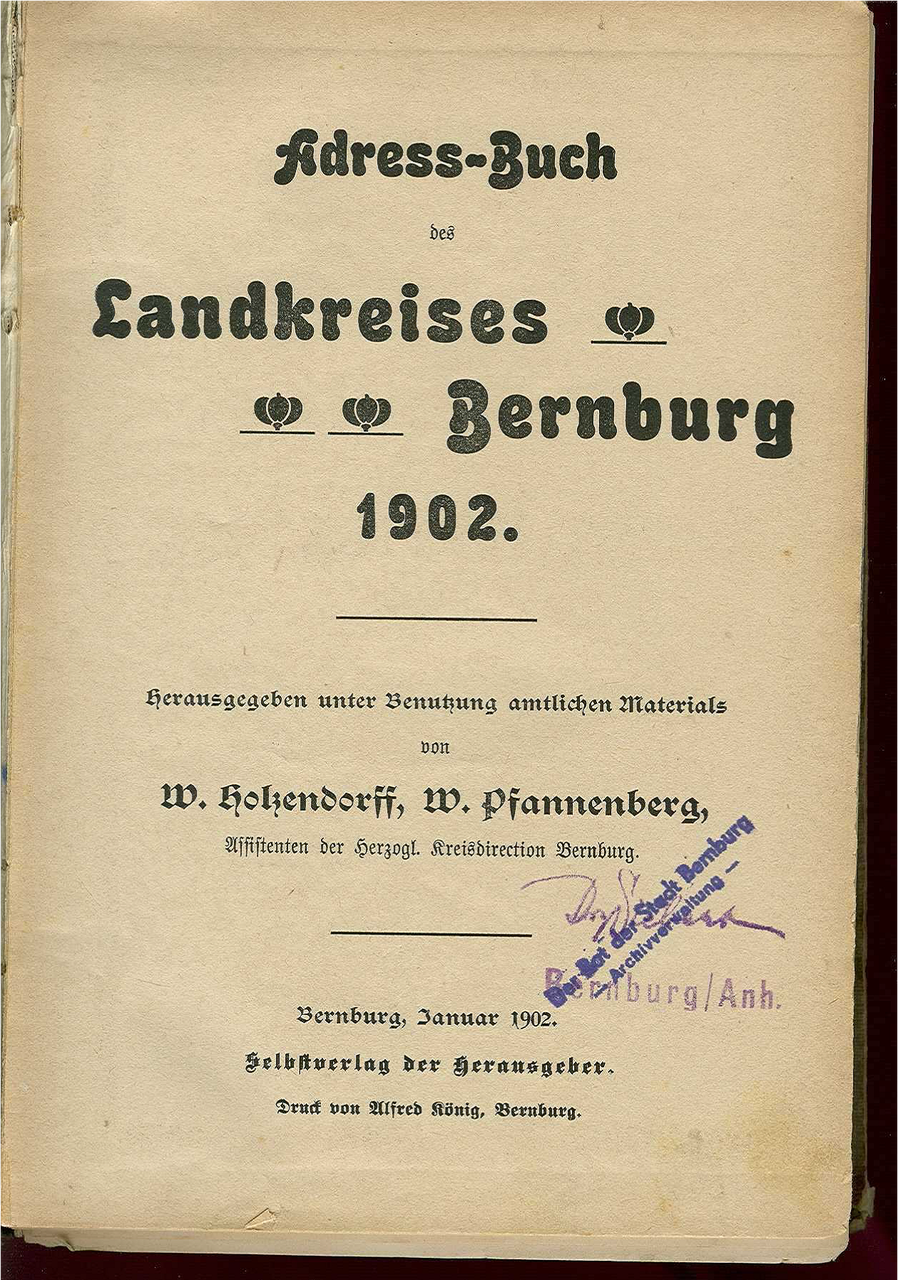 Adress-Buch
des
Landkreises
Bernburg
1902.
Herausgegeben unter Benutzung amtlichen Materials
von
W. Holzendorff, W. Pfannenberg,
Assistenten der Herzogl. Kreisdirection Bernburg.
Der Rat der Stadt Bernburg
– Archivverwaltung –
Bernburg/Anh.
Bernburg, Januar 1902.
Selbstverlag der Herausgeber.
Druck von Alfred König, Bernburg.